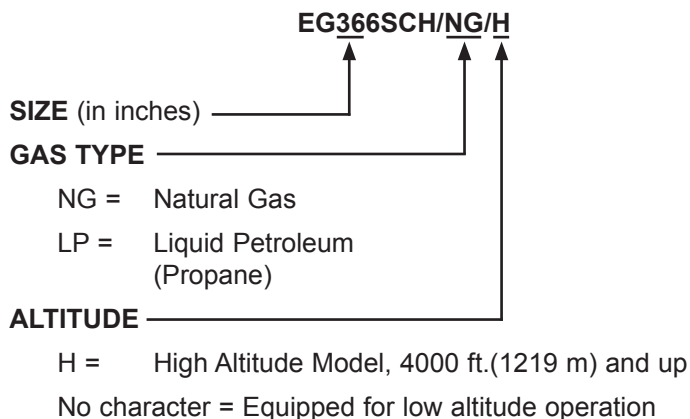 EG366SCH/NG/H
SIZE (in inches)
GAS TYPE
NG = Natural Gas
LP = Liquid Petroleum
(Propane)
ALTITUDE
H = High Altitude Model, 4000 ft.(1219 m) and up
No character = Equipped for low altitude operation